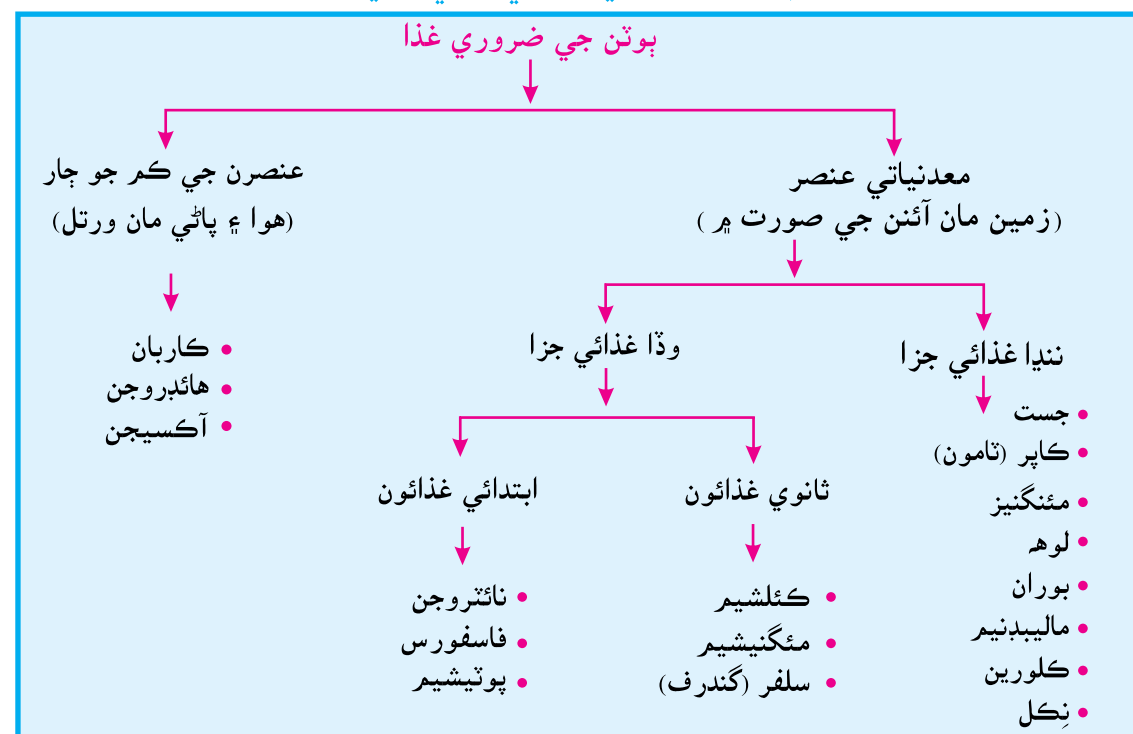 ٻوٽن جي ضروري غذا
معدنياتي عنصر
(زمين مان آئنن جي صورت ۾ )
عنصرن جي ڪم جو ڄار
(هوا ۽ پاڻي مان ورتل)
ننڍا غذائي جزا
• جست
• ڪاپر (ٽامون)
• مئنگنيز
• لوهه
• بوران
• ماليبڊنيم
• ڪلورين
• نِڪل
وڏا غذائي جزا
ثانوي غذائون
• ڪئلشيم
• مئگنيشيم
• سلفر (گندرف)
ابتدائي غذائون
• نائٽروجن
• فاسفورس
• پوٽيشيم
• ڪاربان
• هائڊروجن
• آڪسيجن